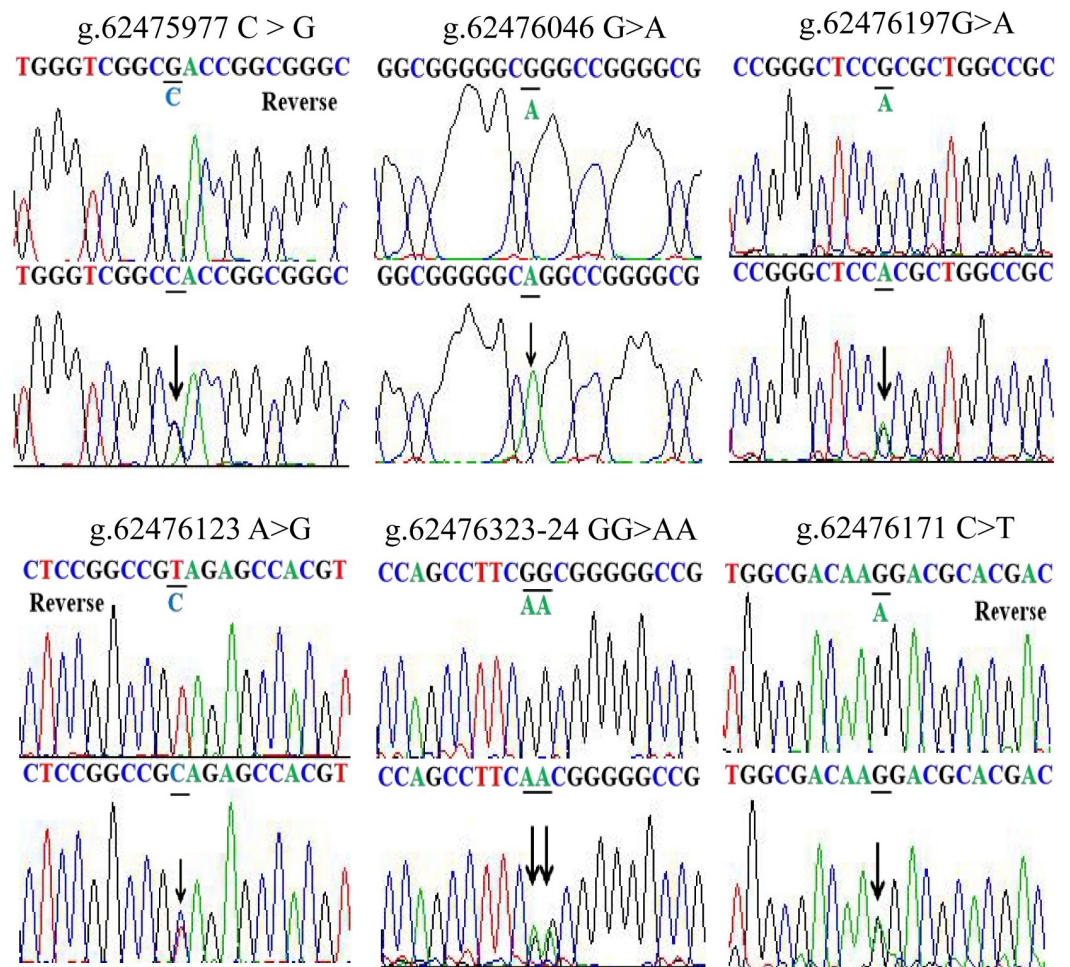 g.62475977 C > G
TGGGTCGGCGACCGGCGGGC
C
Reverse
TGGGTCGGCCACCGGCGGGC
g.62476046 G>A
GGCGGGGGCGGGCCGGGGCG
A
GGCGGGGGCAGGCCGGGGCG
g.62476197G>A
CCGGGCTCCGCGCTGGCCGC
A
CCGGGCTCCACGCTGGCCGC
g.62476123 A>G
CTCCGGCCGTAGAGCCACGT
Reverse
C
CTCCGGCCGCAGAGCCACGT
g.62476323-24 GG>AA
CCAGCCTTCGGCGGGGGCCG
AA
CCAGCCTTCAACGGGGGCCG
g.62476171 C>T
TGGCGACAAGGACGCACGAC
A
Reverse
TGGCGACAAGGACGCACGAC